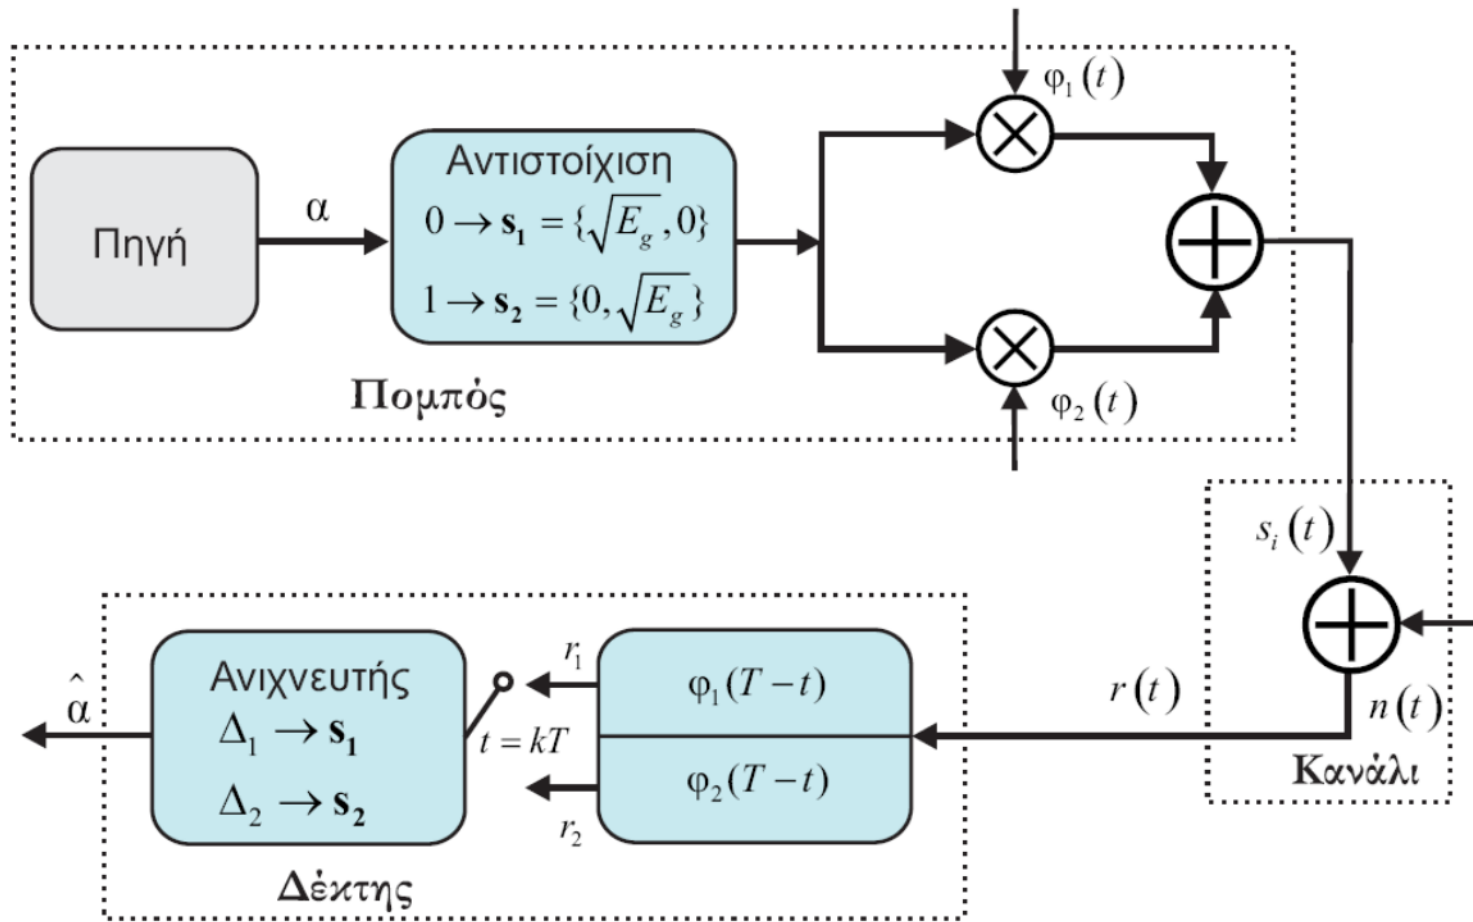 φ₁(t)
Πηγή
α
Αντιστοίχιση
0 → s₁ = {√E_g, 0}
1 → s₂ = {0, √E_g}
Πομπός
φ₂(t)
s_i(t)
n(t)
Κανάλι
r(t)
φ₁(T − t)
φ₂(T − t)
r₁
t = kT
r₂
Ανιχνευτής
Δ₁ → s₁
Δ₂ → s₂
α̂
Δέκτης